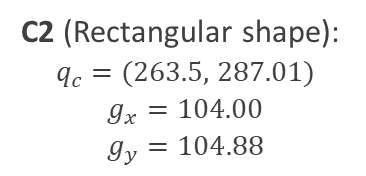 C2 (Rectangular shape):
q_c = (263.5, 287.01)
g_x = 104.00
g_y = 104.88